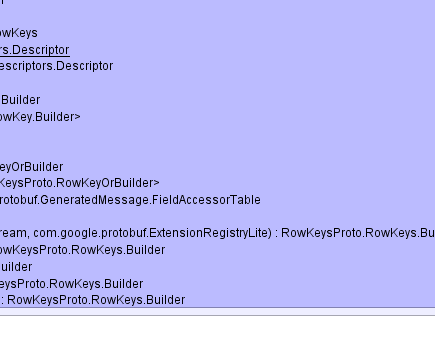 owKeys
rs.Descriptor
escriptors.Descriptor
Builder
owKey.Builder>
eyOrBuilder
KeysProto.RowKeyOrBuilder>
rotobuf.GeneratedMessage.FieldAccessorTable
ream, com.google.protobuf.ExtensionRegistryLite) : RowKeysProto.RowKeys.Bu
owKeysProto.RowKeys.Builder
uilder
eysProto.RowKeys.Builder
: RowKeysProto.RowKeys.Builder